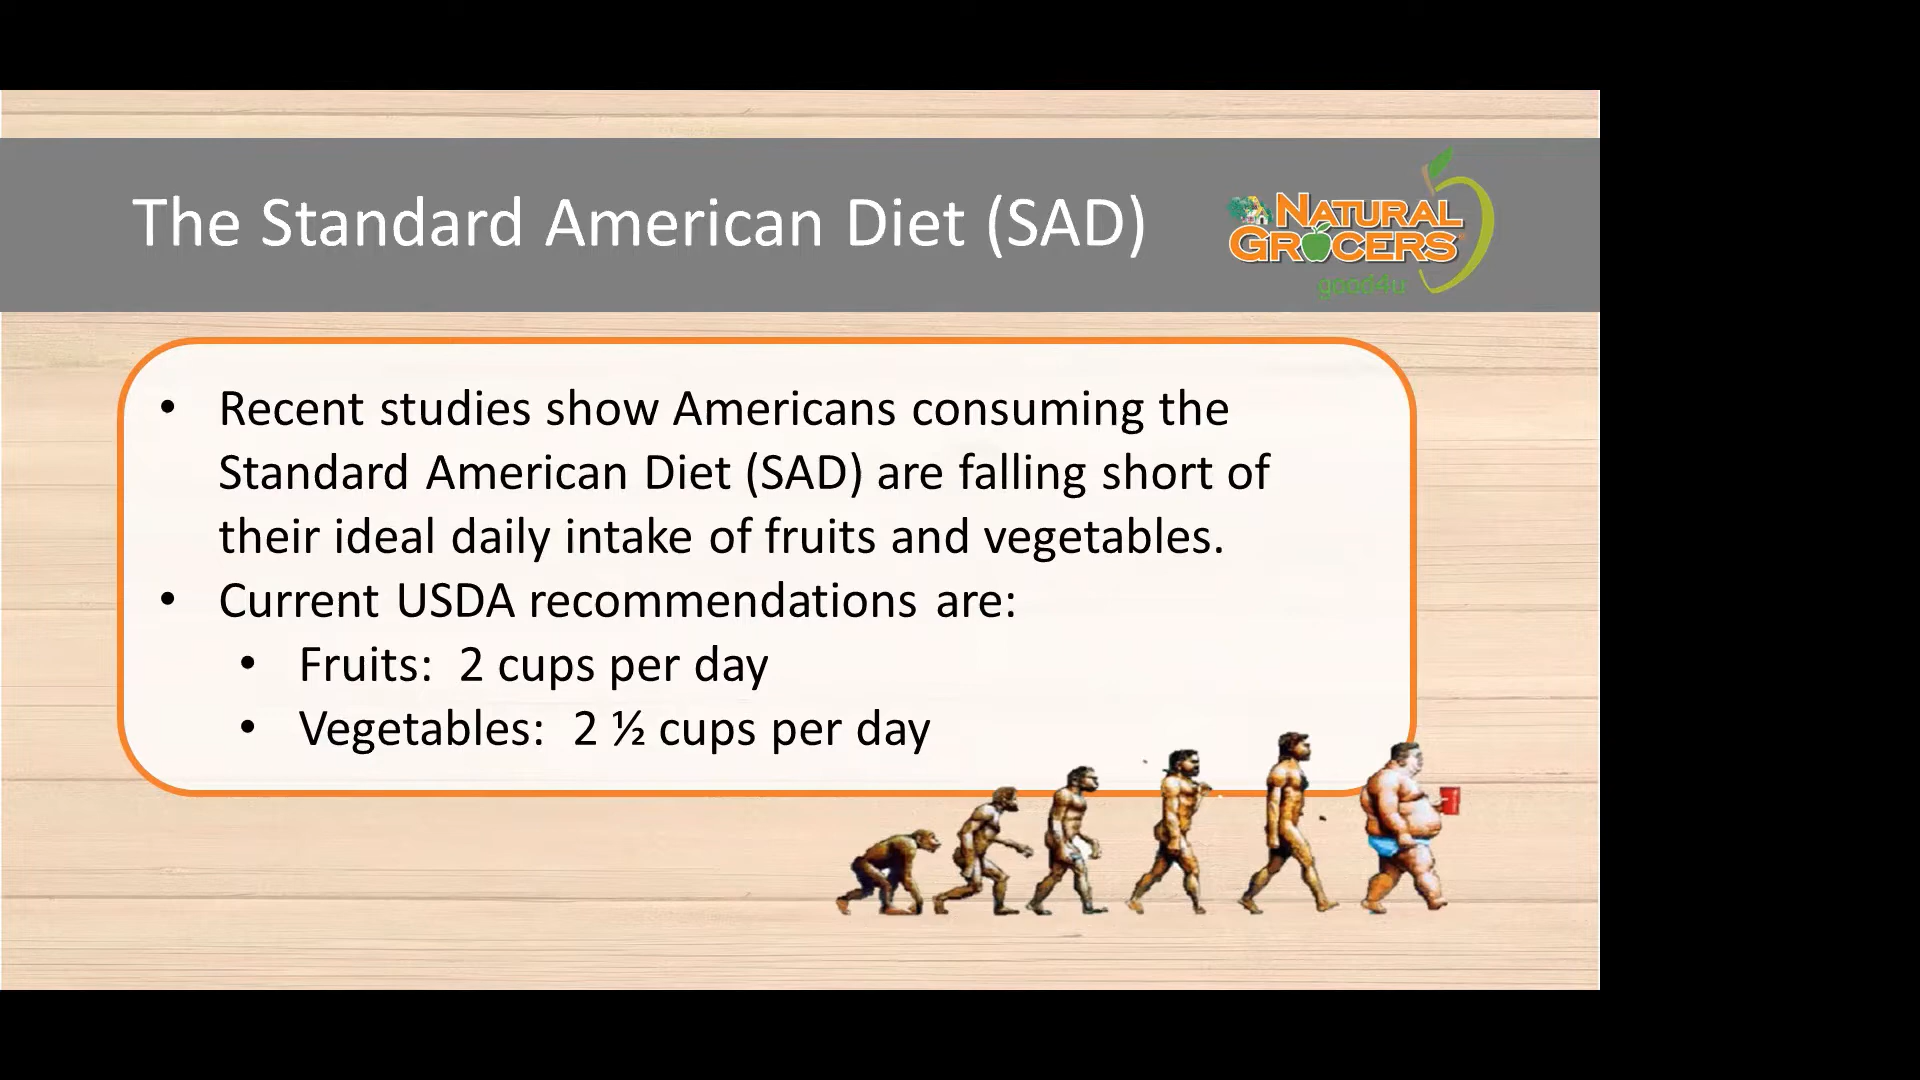 The Standard American Diet (SAD)
NATURAL
GROCERS
good4u
• Recent studies show Americans consuming the
Standard American Diet (SAD) are falling short of
their ideal daily intake of fruits and vegetables.
• Current USDA recommendations are:
• Fruits:  2 cups per day
• Vegetables:  2 ½ cups per day